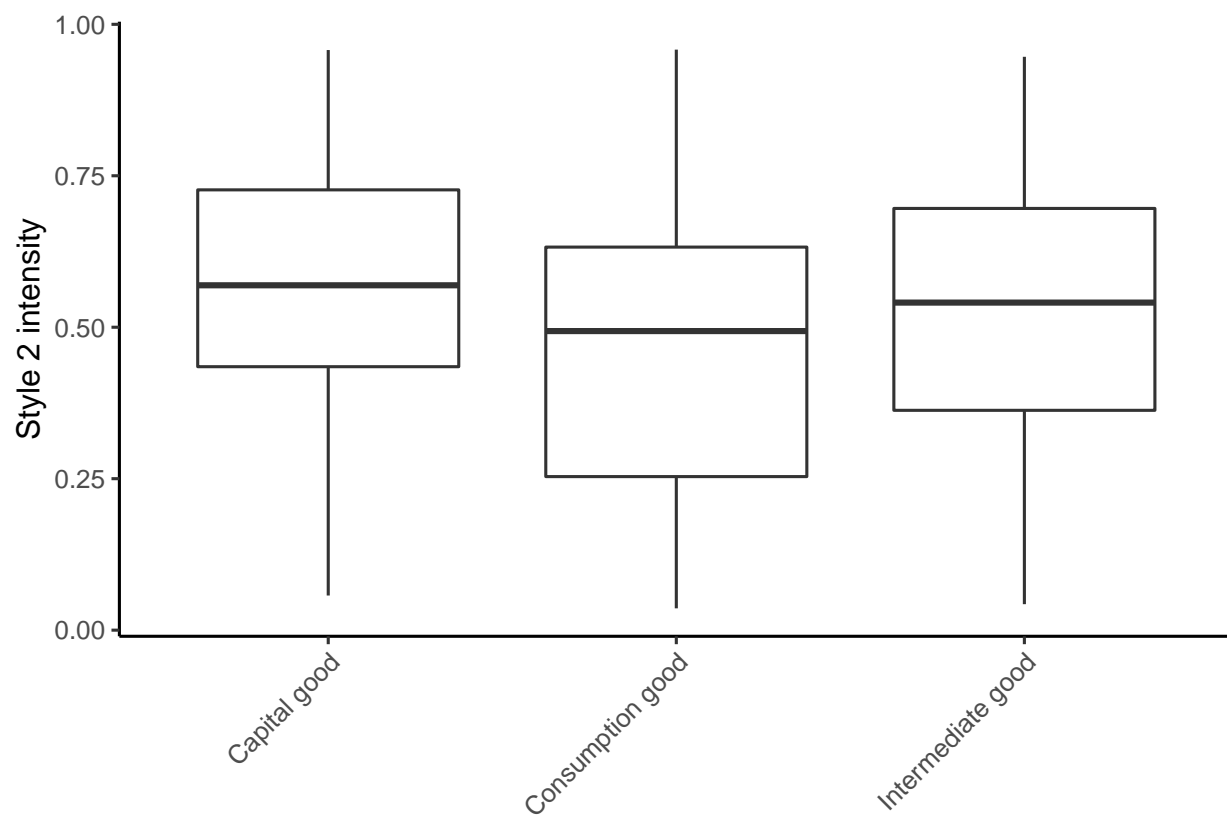 1.00
0.75
0.50
0.25
0.00
Style 2 intensity
Capital good
Consumption good
Intermediate good